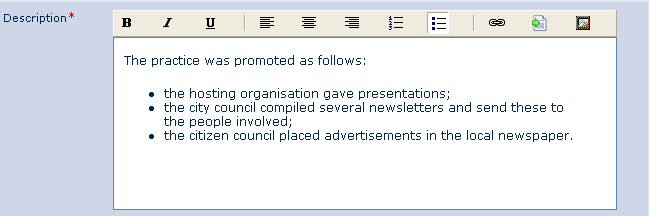 Description*
B I U
The practice was promoted as follows:
• the hosting organisation gave presentations;
• the city council compiled several newsletters and send these to
the people involved;
• the citizen council placed advertisements in the local newspaper.